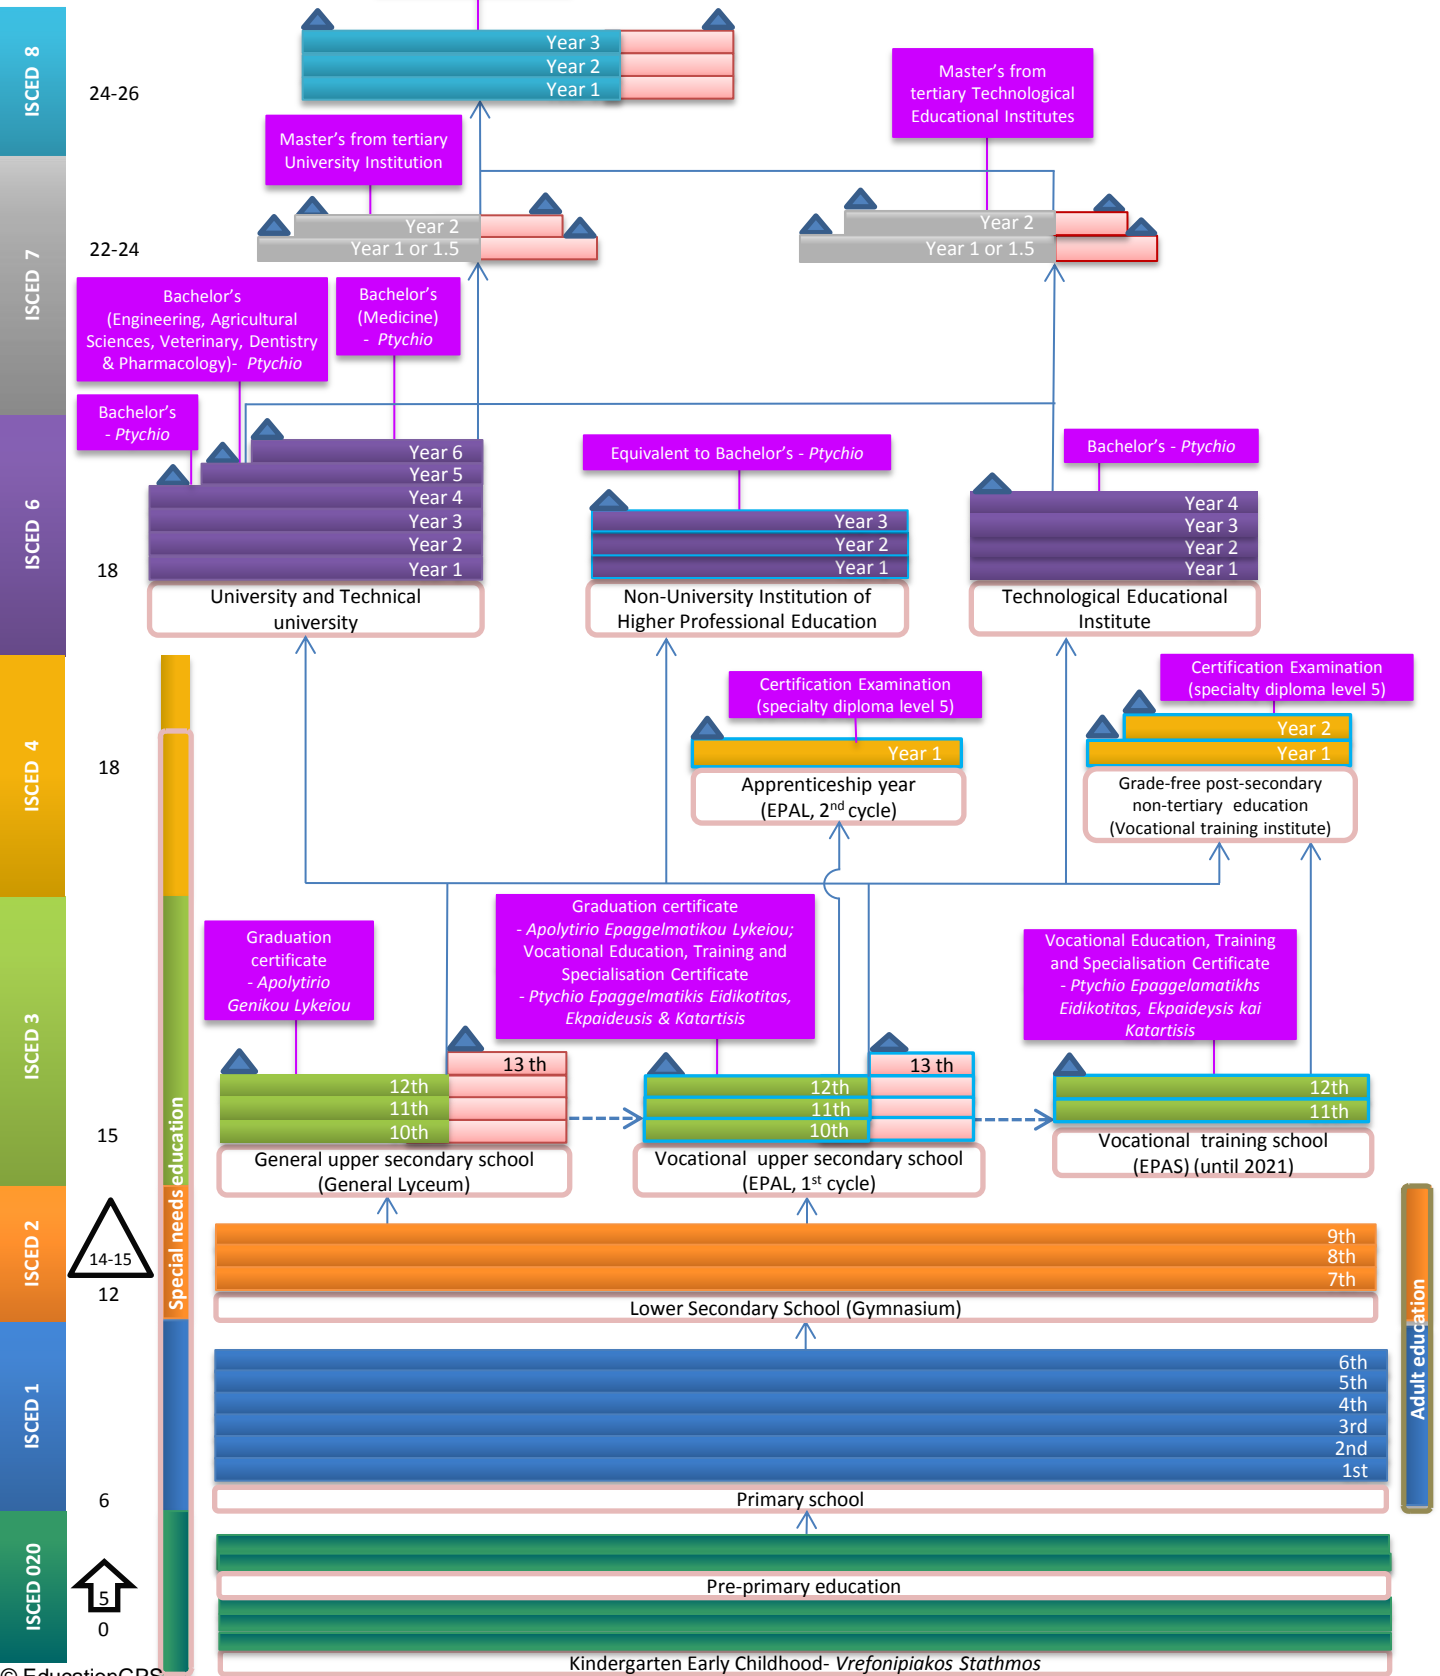 ISCED 8
24-26
Year 3
Year 2
Year 1
Master's from
tertiary Technological
Educational Institutes
Master's from tertiary
University Institution
ISCED 7
22-24
Year 2
Year 1 or 1.5
Year 2
Year 1 or 1.5
Bachelor's
(Engineering, Agricultural
Sciences, Veterinary, Dentistry
& Pharmacology)- Ptychio
Bachelor's
(Medicine)
- Ptychio
Bachelor's
- Ptychio
ISCED 6
18
Year 6
Year 5
Year 4
Year 3
Year 2
Year 1
University and Technical
university
Equivalent to Bachelor's - Ptychio
Year 3
Year 2
Year 1
Non-University Institution of
Higher Professional Education
Bachelor's - Ptychio
Year 4
Year 3
Year 2
Year 1
Technological Educational
Institute
ISCED 4
18
Certification Examination
(specialty diploma level 5)
Year 1
Apprenticeship year
(EPAL, 2nd cycle)
Certification Examination
(specialty diploma level 5)
Year 2
Year 1
Grade-free post-secondary
non-tertiary education
(Vocational training institute)
ISCED 3
15
Graduation
certificate
- Apolytirio
Genikou Lykeiou
13 th
12th
11th
10th
General upper secondary school
(General Lyceum)
Graduation certificate
- Apolytirio Epaggelmatikou Lykeiou;
Vocational Education, Training and
Specialisation Certificate
- Ptychio Epaggelmatikis Eidikotitas,
Ekpaideusis & Katartisis
13 th
12th
11th
10th
Vocational upper secondary school
(EPAL, 1st cycle)
Vocational Education, Training
and Specialisation Certificate
- Ptychio Epaggelamatikhs
Eidikotitas, Ekpaideysis kai
Katartisis
12th
11th
Vocational training school
(EPAS) (until 2021)
Special needs education
ISCED 2
14-15
12
9th
8th
7th
Lower Secondary School (Gymnasium)
Adult education
ISCED 1
6
6th
5th
4th
3rd
2nd
1st
Primary school
ISCED 020
5
0
Pre-primary education
Kindergarten Early Childhood- Vrefonipiakos Stathmos
© EducationGPS